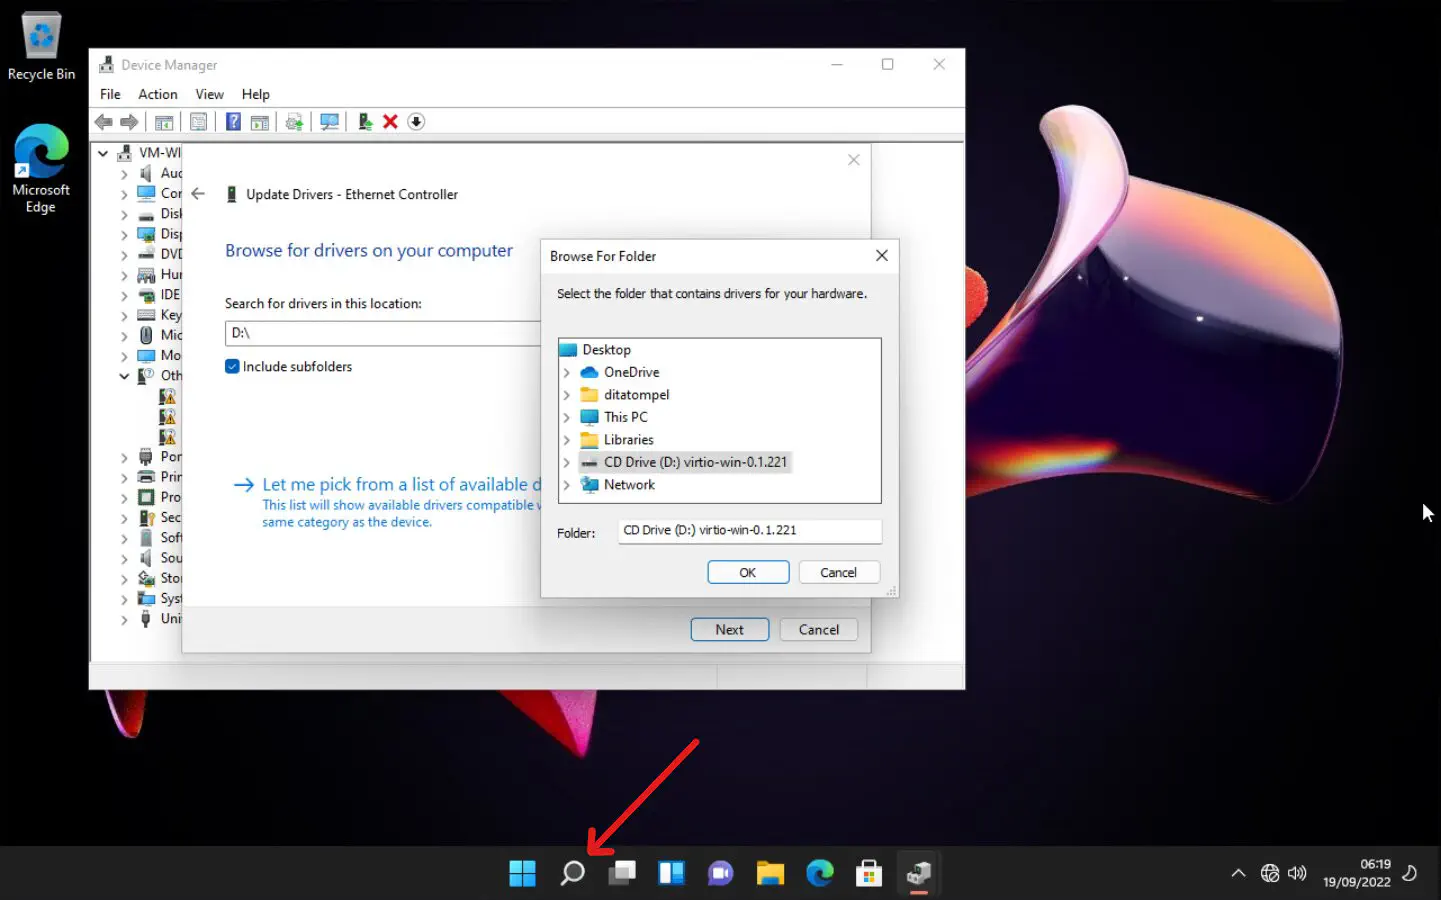 Recycle Bin
Microsoft
Edge
Device Manager
File Action View Help
VM-WI
Aud
Con
Disk
Disp
DVD
Hur
IDE
Key
Mic
Mo
Oth
Por
Prin
Pro
Sec
Soft
Sou
Stor
Syst
Uni
Update Drivers - Ethernet Controller
Browse for drivers on your computer
Search for drivers in this location:
D:\
Include subfolders
Let me pick from a list of available d
This list will show available drivers compatible
same category as the device.
Next Cancel
Browse For Folder
Select the folder that contains drivers for your hardware.
Desktop
OneDrive
ditatompel
This PC
Libraries
CD Drive (D:) virtio-win-0.1.221
Network
Folder: CD Drive (D:) virtio-win-0.1.221
OK Cancel
06:19
19/09/2022